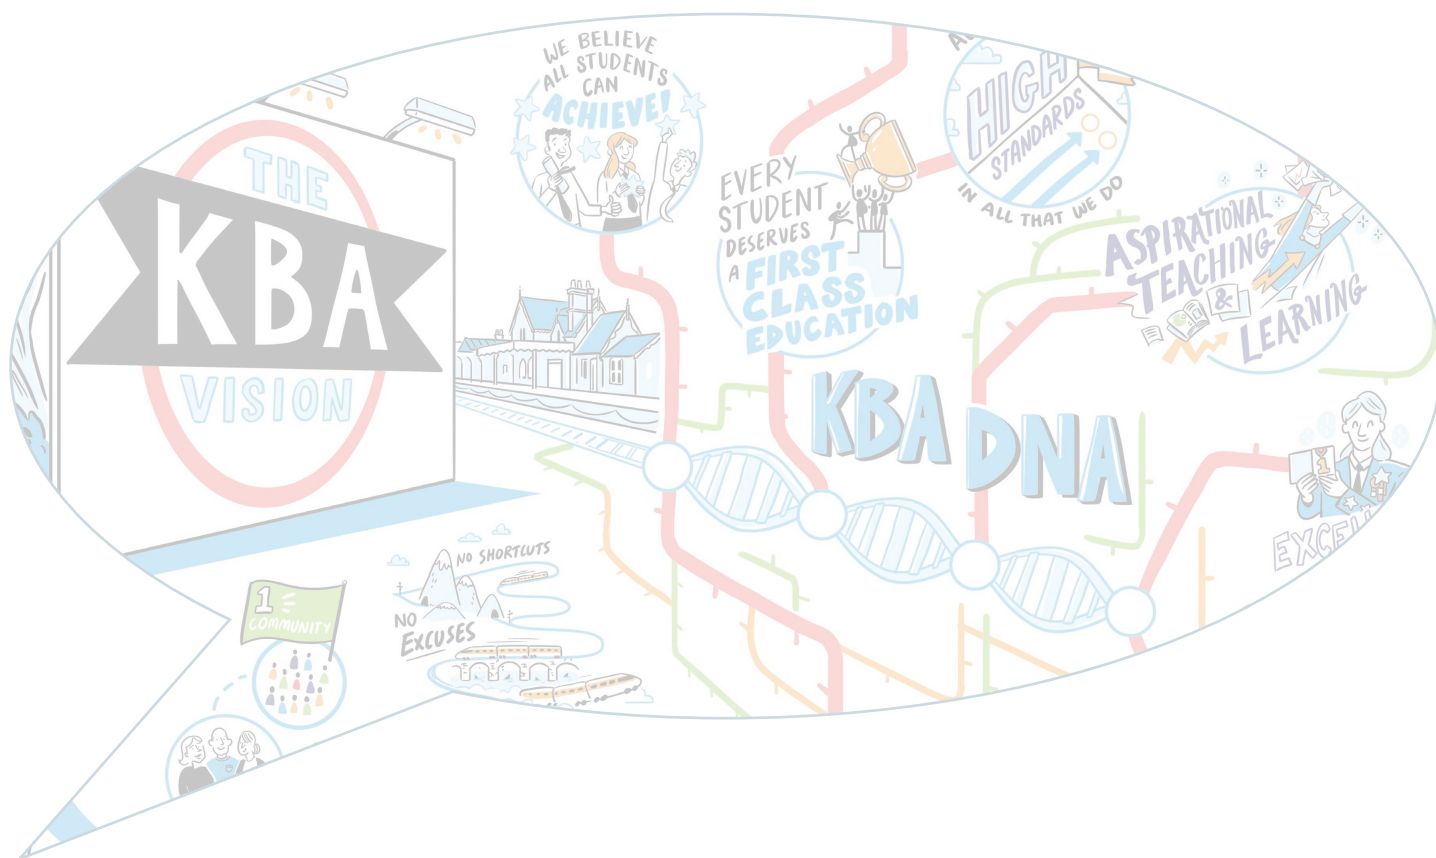 THE
KBA
VISION
WE BELIEVE
ALL STUDENTS
CAN
ACHIEVE!
EVERY
STUDENT
DESERVES
A FIRST
CLASS
EDUCATION
HIGH
STANDARDS
IN ALL THAT WE DO
ASPIRATIONAL
TEACHING
&
LEARNING
KBA DNA
1
NO SHORTCUTS
NO
EXCUSES
1
COMMUNITY